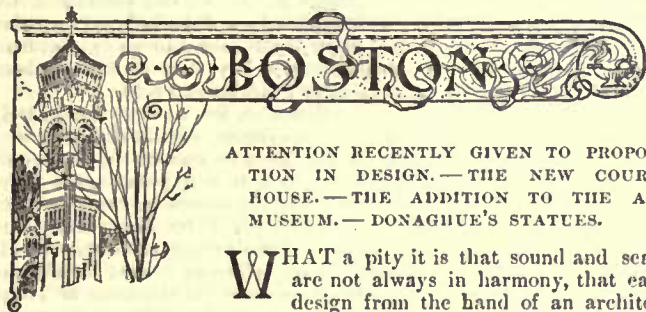 BOSTON
ATTENTION RECENTLY GIVEN TO PROPO
TION IN DESIGN. — THE NEW COUR
HOUSE. — THE ADDITION TO THE A
MUSEUM. — DONAGHUE'S STATUES.
WHAT a pity it is that sound and sen
are not always in harmony, that ea
design from the hand of an archite